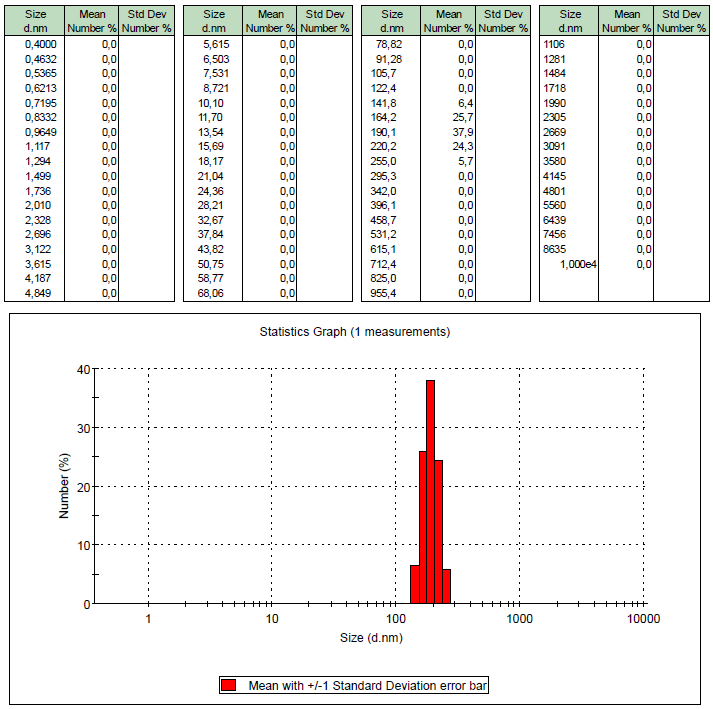 Size Mean Std Dev Size Mean Std Dev Size Mean Std Dev Size Mean Std Dev
d.nm Number % Number % d.nm Number % Number % d.nm Number % Number % d.nm Number % Number %
0,4000 0,0 5,615 0,0 78,82 0,0 1106 0,0
0,4632 0,0 6,503 0,0 91,28 0,0 1281 0,0
0,5365 0,0 7,531 0,0 105,7 0,0 1484 0,0
0,6213 0,0 8,721 0,0 122,4 0,0 1718 0,0
0,7195 0,0 10,10 0,0 141,8 6,4 1990 0,0
0,8332 0,0 11,70 0,0 164,2 25,7 2305 0,0
0,9649 0,0 13,54 0,0 190,1 37,9 2669 0,0
1,117 0,0 15,69 0,0 220,2 24,3 3091 0,0
1,294 0,0 18,17 0,0 255,0 5,7 3580 0,0
1,499 0,0 21,04 0,0 295,3 0,0 4145 0,0
1,736 0,0 24,36 0,0 342,0 0,0 4801 0,0
2,010 0,0 28,21 0,0 396,1 0,0 5560 0,0
2,328 0,0 32,67 0,0 458,7 0,0 6439 0,0
2,696 0,0 37,84 0,0 531,2 0,0 7456 0,0
3,122 0,0 43,82 0,0 615,1 0,0 8635 0,0
3,615 0,0 50,75 0,0 712,4 0,0 1,000e4 0,0
4,187 0,0 58,77 0,0 825,0 0,0
4,849 0,0 68,06 0,0 955,4 0,0
Statistics Graph (1 measurements)
40
30
20
10
0
Number (%)
1 10 100 1000 10000
Size (d.nm)
Mean with +/-1 Standard Deviation error bar